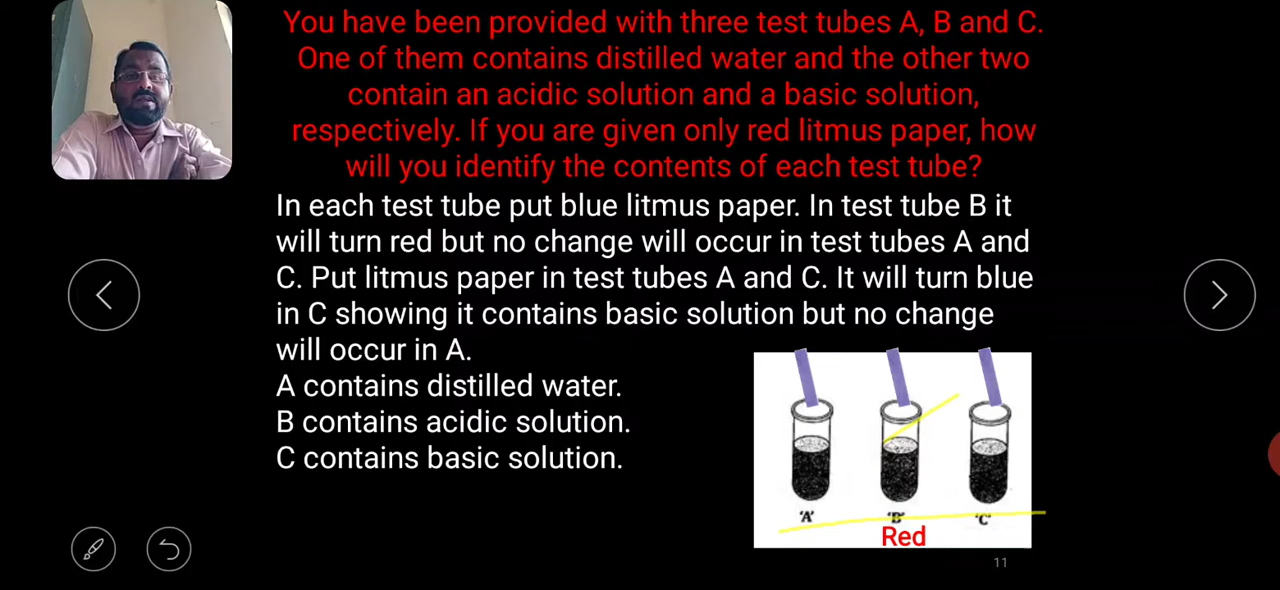 You have been provided with three test tubes A, B and C.
One of them contains distilled water and the other two
contain an acidic solution and a basic solution,
respectively. If you are given only red litmus paper, how
will you identify the contents of each test tube?
In each test tube put blue litmus paper. In test tube B it
will turn red but no change will occur in test tubes A and
C. Put litmus paper in test tubes A and C. It will turn blue
in C showing it contains basic solution but no change
will occur in A.
A contains distilled water.
B contains acidic solution.
C contains basic solution.
'A' 'B' 'C'
Red
11